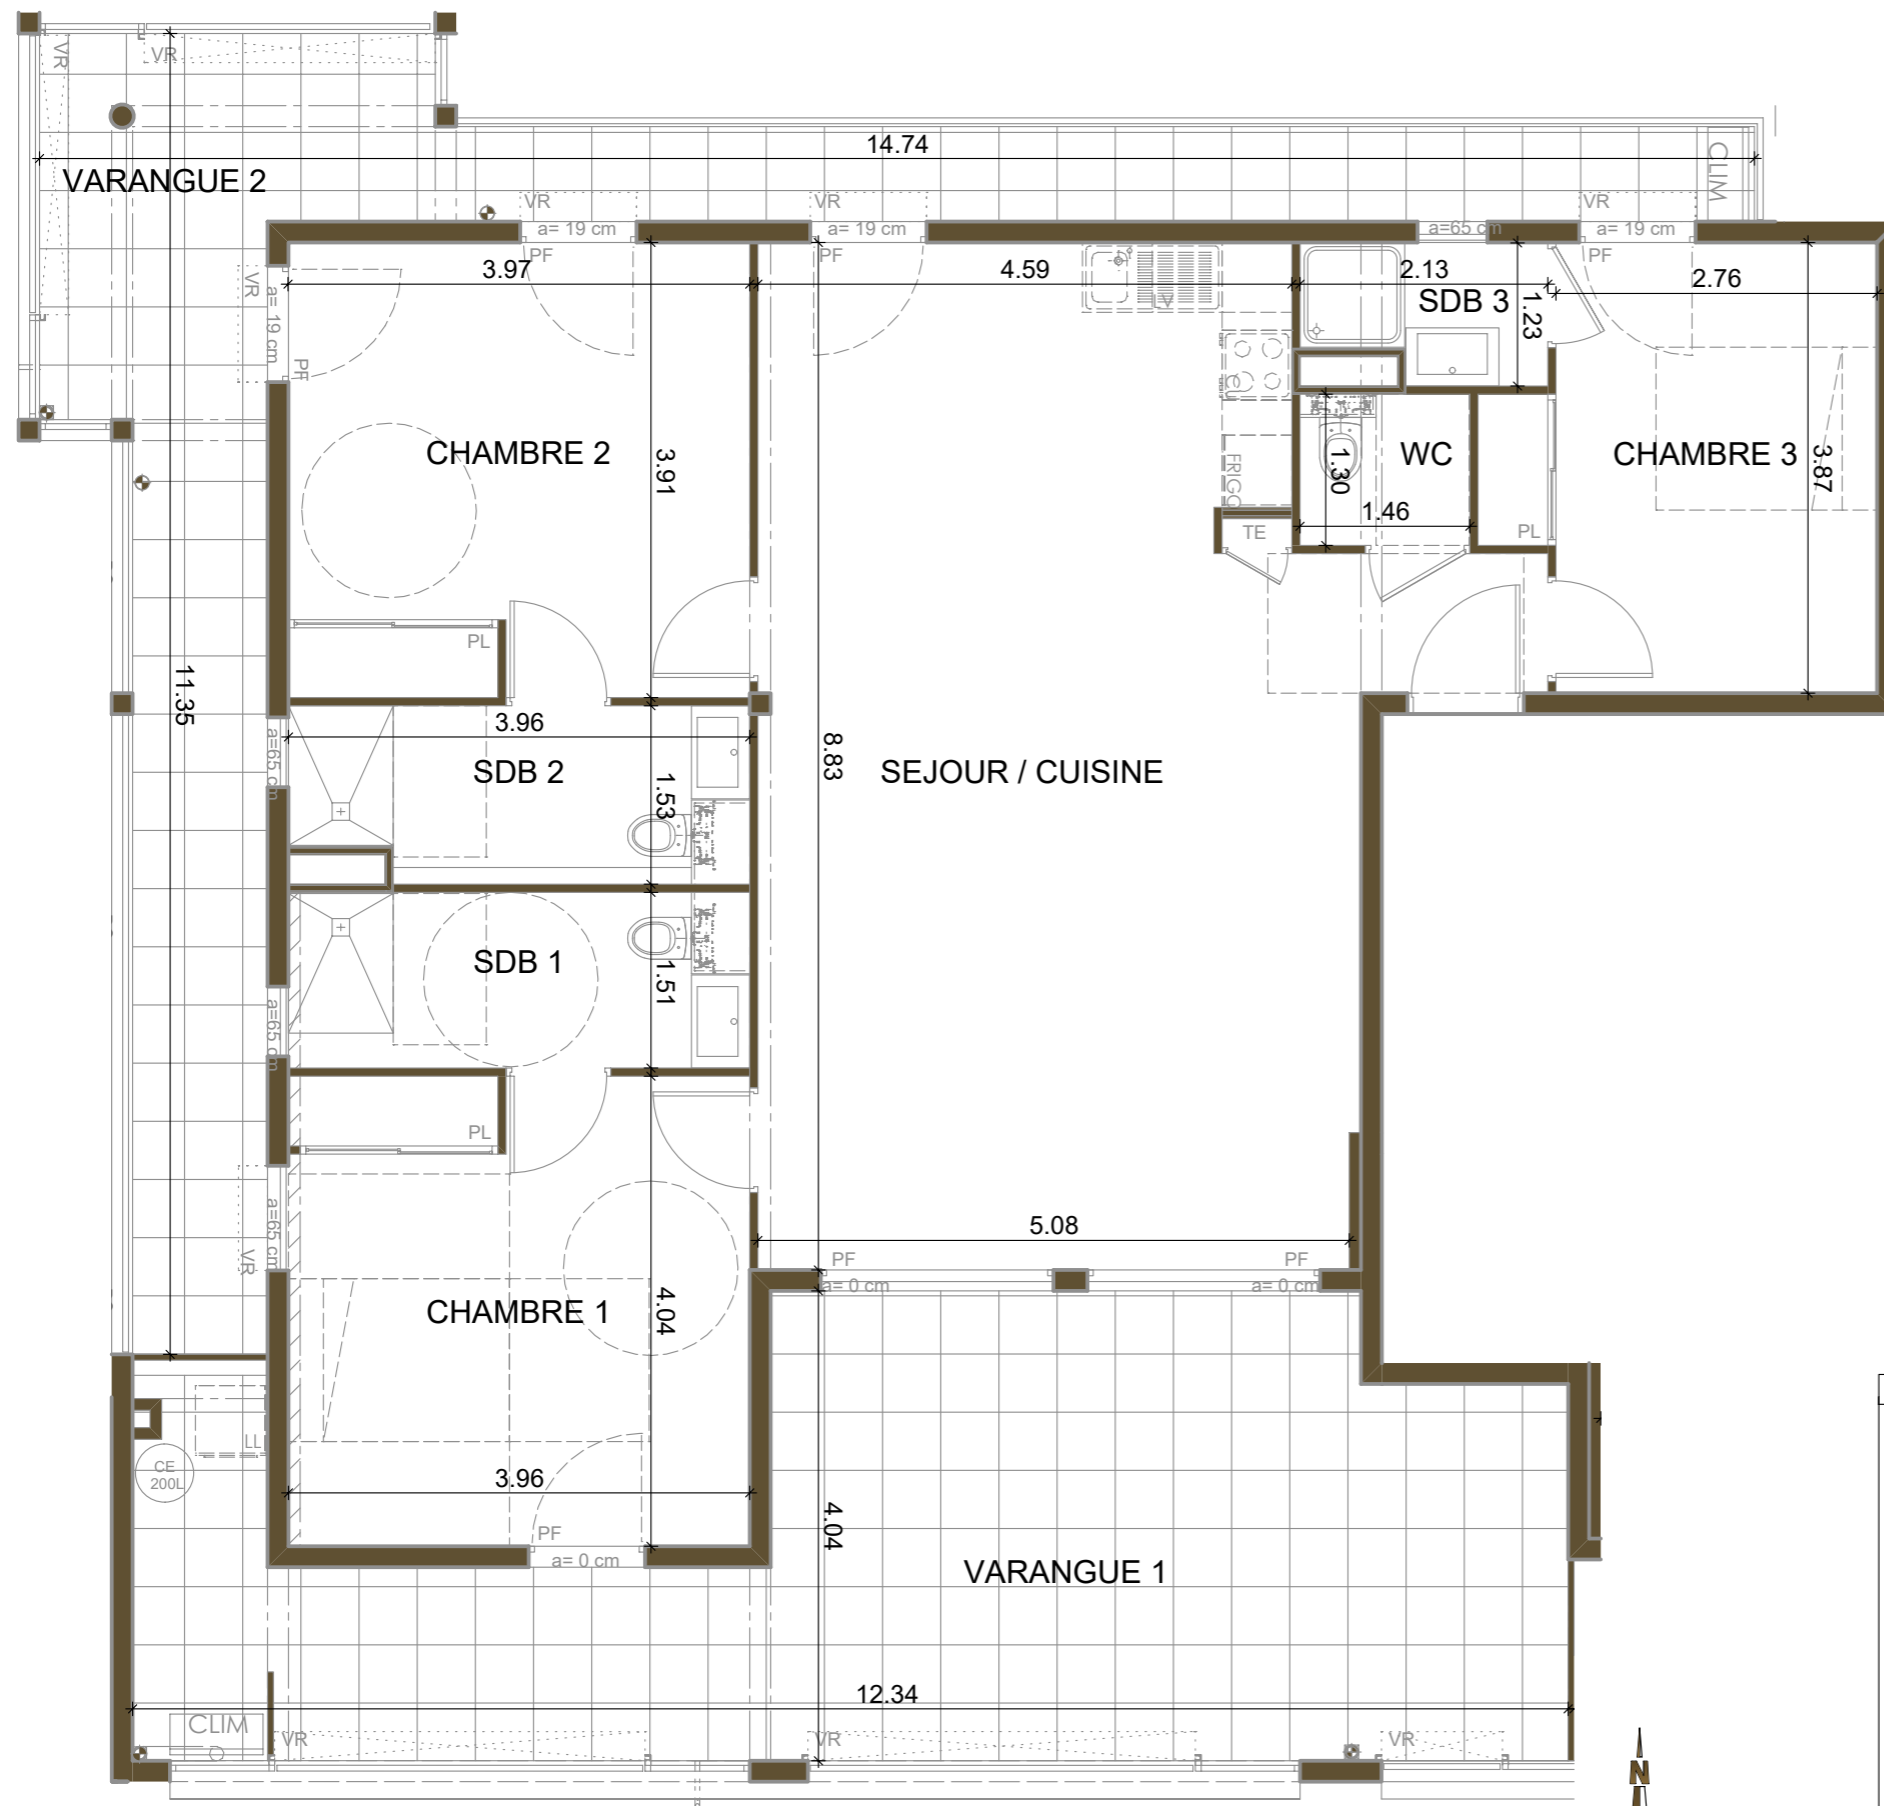 VR
VR
14.74
CLIM
VARANGUE 2
VR
VR
VR
a= 19 cm
a= 19 cm
a=65 cm
a= 19 cm
PF
PF
PF
3.97
4.59
2.13
2.76
VR
a= 19 cm
PF
LV
SDB 3
1.23
CHAMBRE 2
3.91
FRIGO
1.30
WC
CHAMBRE 3
3.87
1.46
TE
PL
PL
11.35
3.96
a=65 cm
SDB 2
1.53
8.83
SEJOUR / CUISINE
SDB 1
1.51
a=65 cm
PL
a=65 cm
VR
5.08
PF
PF
a= 0 cm
a= 0 cm
CHAMBRE 1
4.04
LL
CE
200L
3.96
PF
a= 0 cm
4.04
VARANGUE 1
12.34
CLIM
VR
VR
VR
N